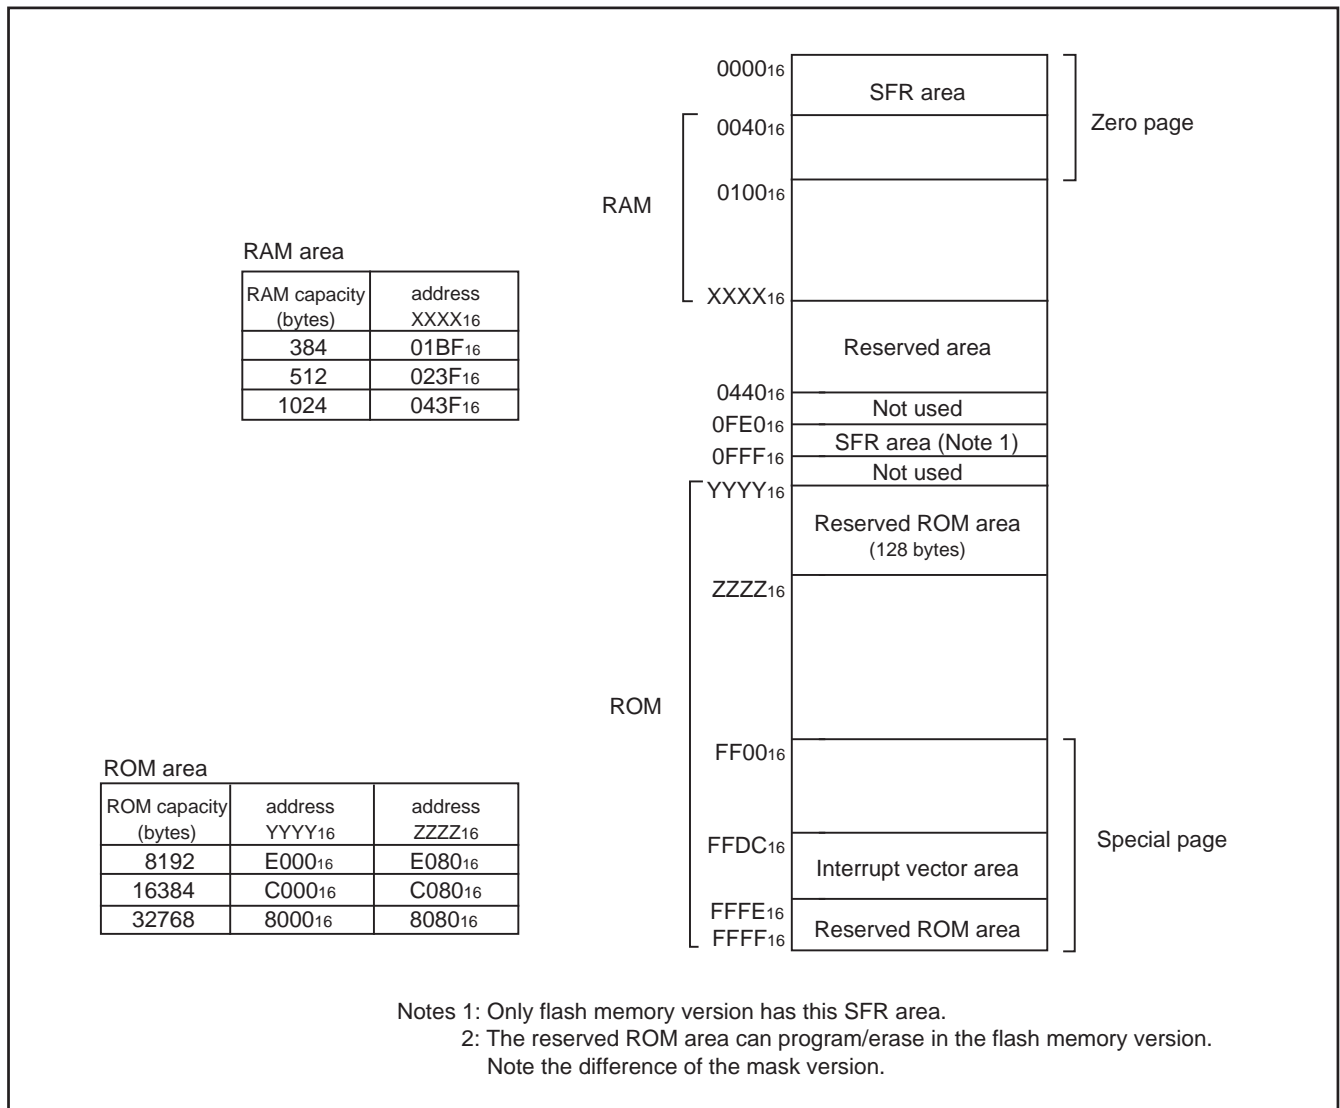 0000₁₆
SFR area
0040₁₆
Zero page
0100₁₆
RAM
XXXX₁₆
RAM area
RAM capacity (bytes) address XXXX₁₆
384 01BF₁₆
512 023F₁₆
1024 043F₁₆
Reserved area
0440₁₆
Not used
0FE0₁₆
SFR area (Note 1)
0FFF₁₆
Not used
YYYY₁₆
Reserved ROM area
(128 bytes)
ZZZZ₁₆
ROM
FF00₁₆
ROM area
ROM capacity (bytes) address YYYY₁₆ address ZZZZ₁₆
8192 E000₁₆ E080₁₆
16384 C000₁₆ C080₁₆
32768 8000₁₆ 8080₁₆
FFDC₁₆
Interrupt vector area
Special page
FFFE₁₆
Reserved ROM area
FFFF₁₆
Notes 1: Only flash memory version has this SFR area.
2: The reserved ROM area can program/erase in the flash memory version.
Note the difference of the mask version.